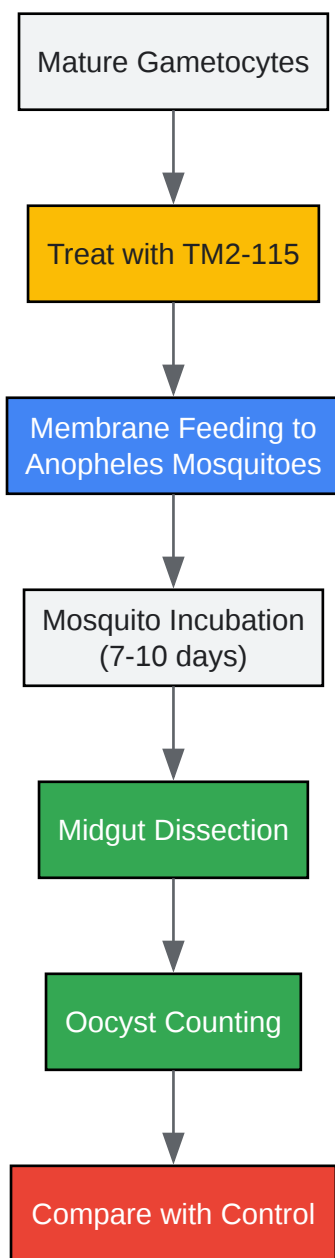 Mature Gametocytes
Treat with TM2-115
Membrane Feeding to
Anopheles Mosquitoes
Mosquito Incubation
(7-10 days)
Midgut Dissection
Oocyst Counting
Compare with Control